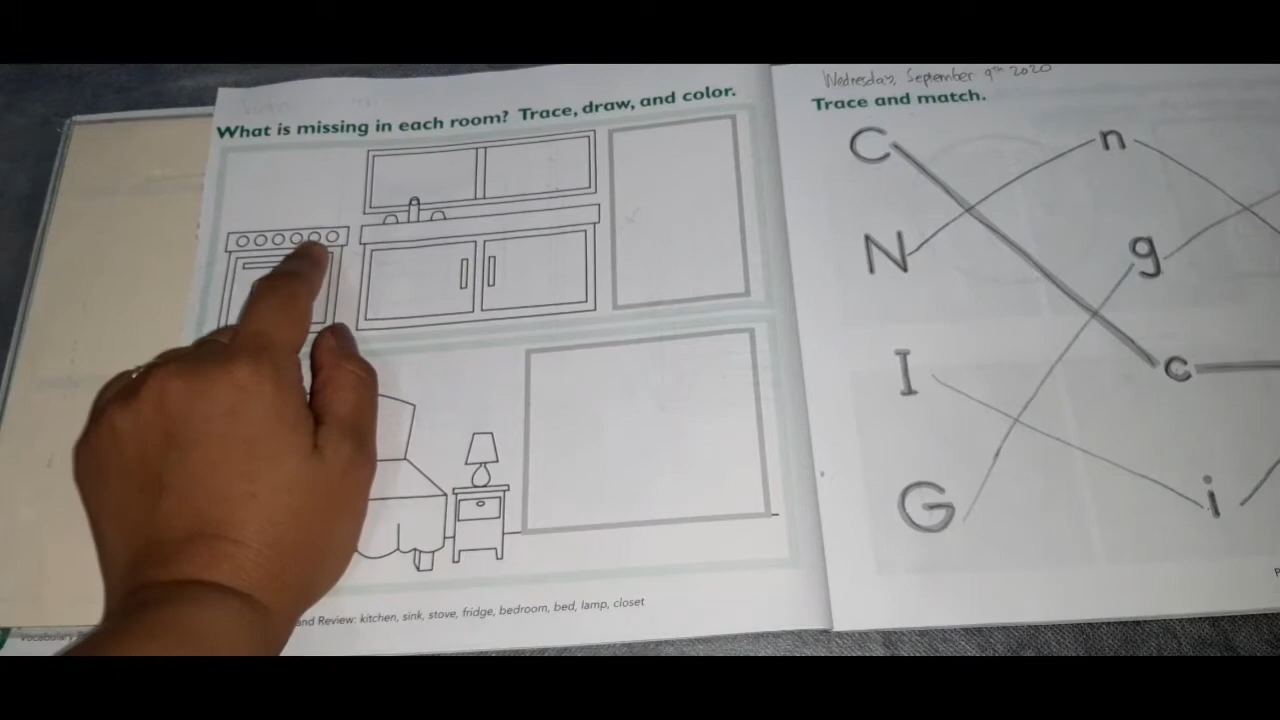 What is missing in each room? Trace, draw, and color.
and Review: kitchen, sink, stove, fridge, bedroom, bed, lamp, closet
Vocabulary
Wednesday, September 9th 2020
Trace and match.
C n
N g
I c
G i